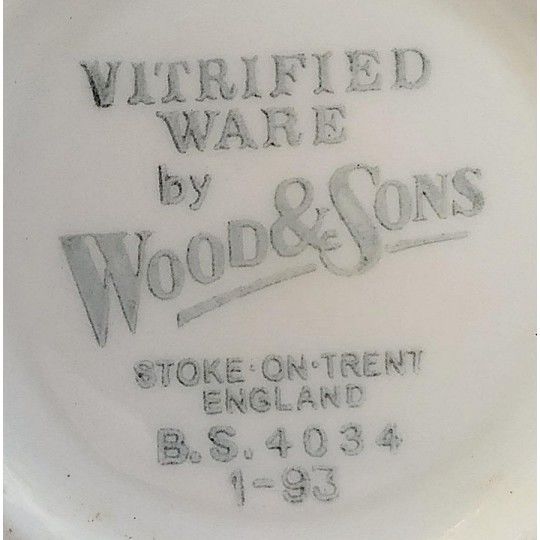 VITRIFIED
WARE
by
WOOD & SONS
STOKE·ON·TRENT
ENGLAND
B.S. 4034
1-93